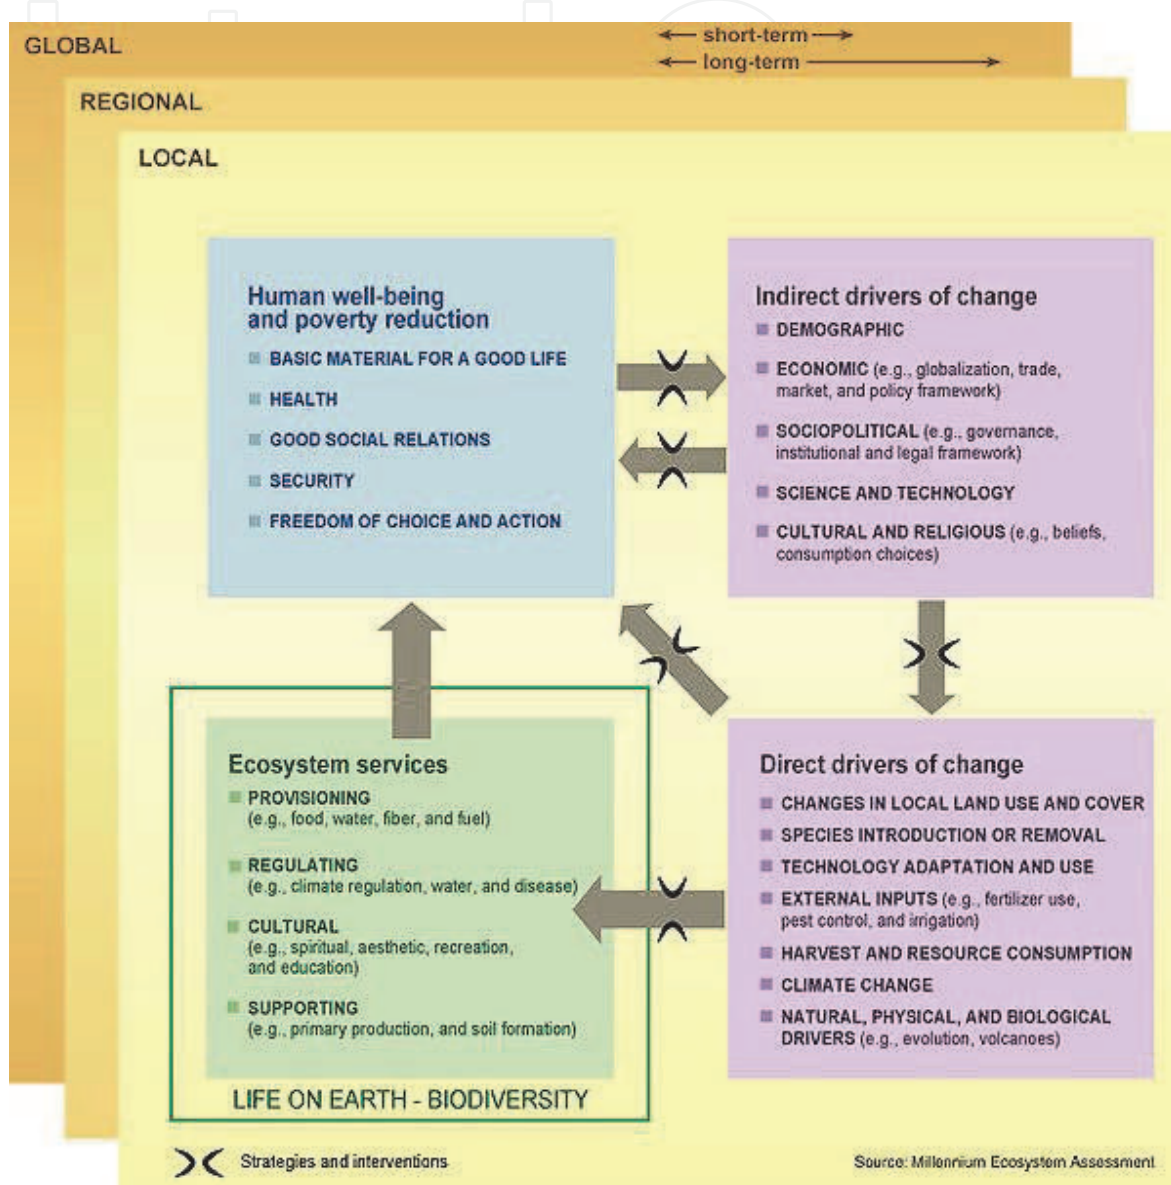 GLOBAL
short-term
long-term
REGIONAL
LOCAL
Human well-being
and poverty reduction
BASIC MATERIAL FOR A GOOD LIFE
HEALTH
GOOD SOCIAL RELATIONS
SECURITY
FREEDOM OF CHOICE AND ACTION
Indirect drivers of change
DEMOGRAPHIC
ECONOMIC (e.g., globalization, trade,
market, and policy framework)
SOCIOPOLITICAL (e.g., governance,
institutional and legal framework)
SCIENCE AND TECHNOLOGY
CULTURAL AND RELIGIOUS (e.g., beliefs,
consumption choices)
Ecosystem services
PROVISIONING
(e.g., food, water, fiber, and fuel)
REGULATING
(e.g., climate regulation, water, and disease)
CULTURAL
(e.g., spiritual, aesthetic, recreation,
and education)
SUPPORTING
(e.g., primary production, and soil formation)
LIFE ON EARTH - BIODIVERSITY
Direct drivers of change
CHANGES IN LOCAL LAND USE AND COVER
SPECIES INTRODUCTION OR REMOVAL
TECHNOLOGY ADAPTATION AND USE
EXTERNAL INPUTS (e.g., fertilizer use,
pest control, and irrigation)
HARVEST AND RESOURCE CONSUMPTION
CLIMATE CHANGE
NATURAL, PHYSICAL, AND BIOLOGICAL
DRIVERS (e.g., evolution, volcanoes)
Strategies and interventions
Source: Millennium Ecosystem Assessment